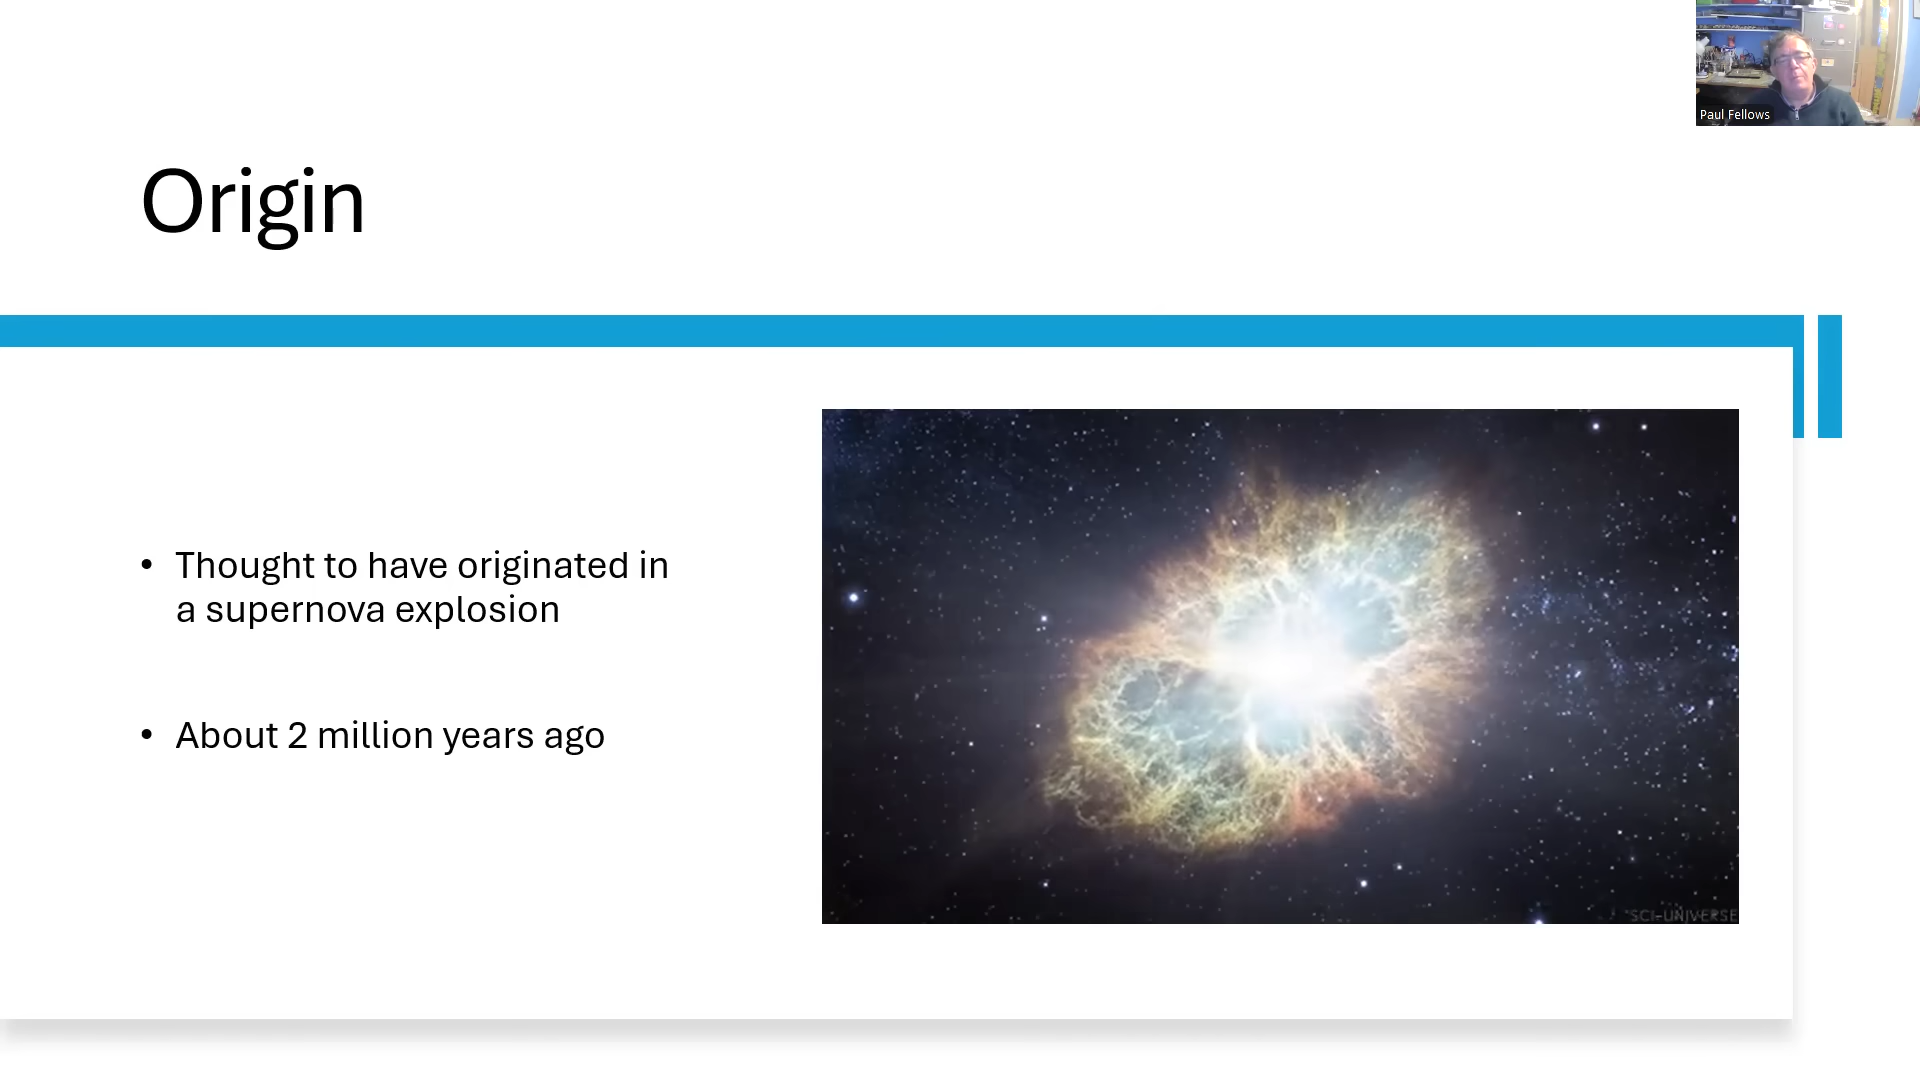 Paul Fellows
Origin
• Thought to have originated in
a supernova explosion
• About 2 million years ago
SCI-UNIVERSE